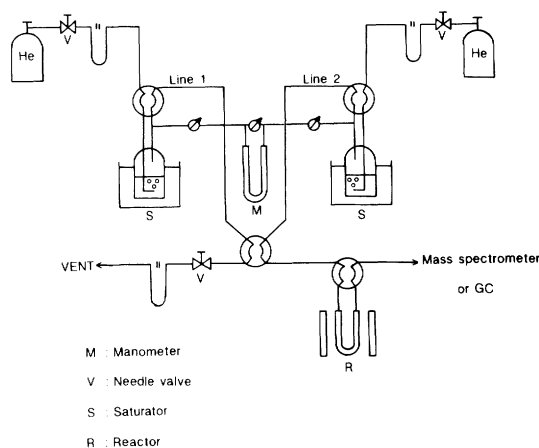 He
V
Line 1
Line 2
V
He
S
M
S
VENT
V
Mass spectrometer
or GC
R
M : Manometer
V : Needle valve
S : Saturator
R : Reactor